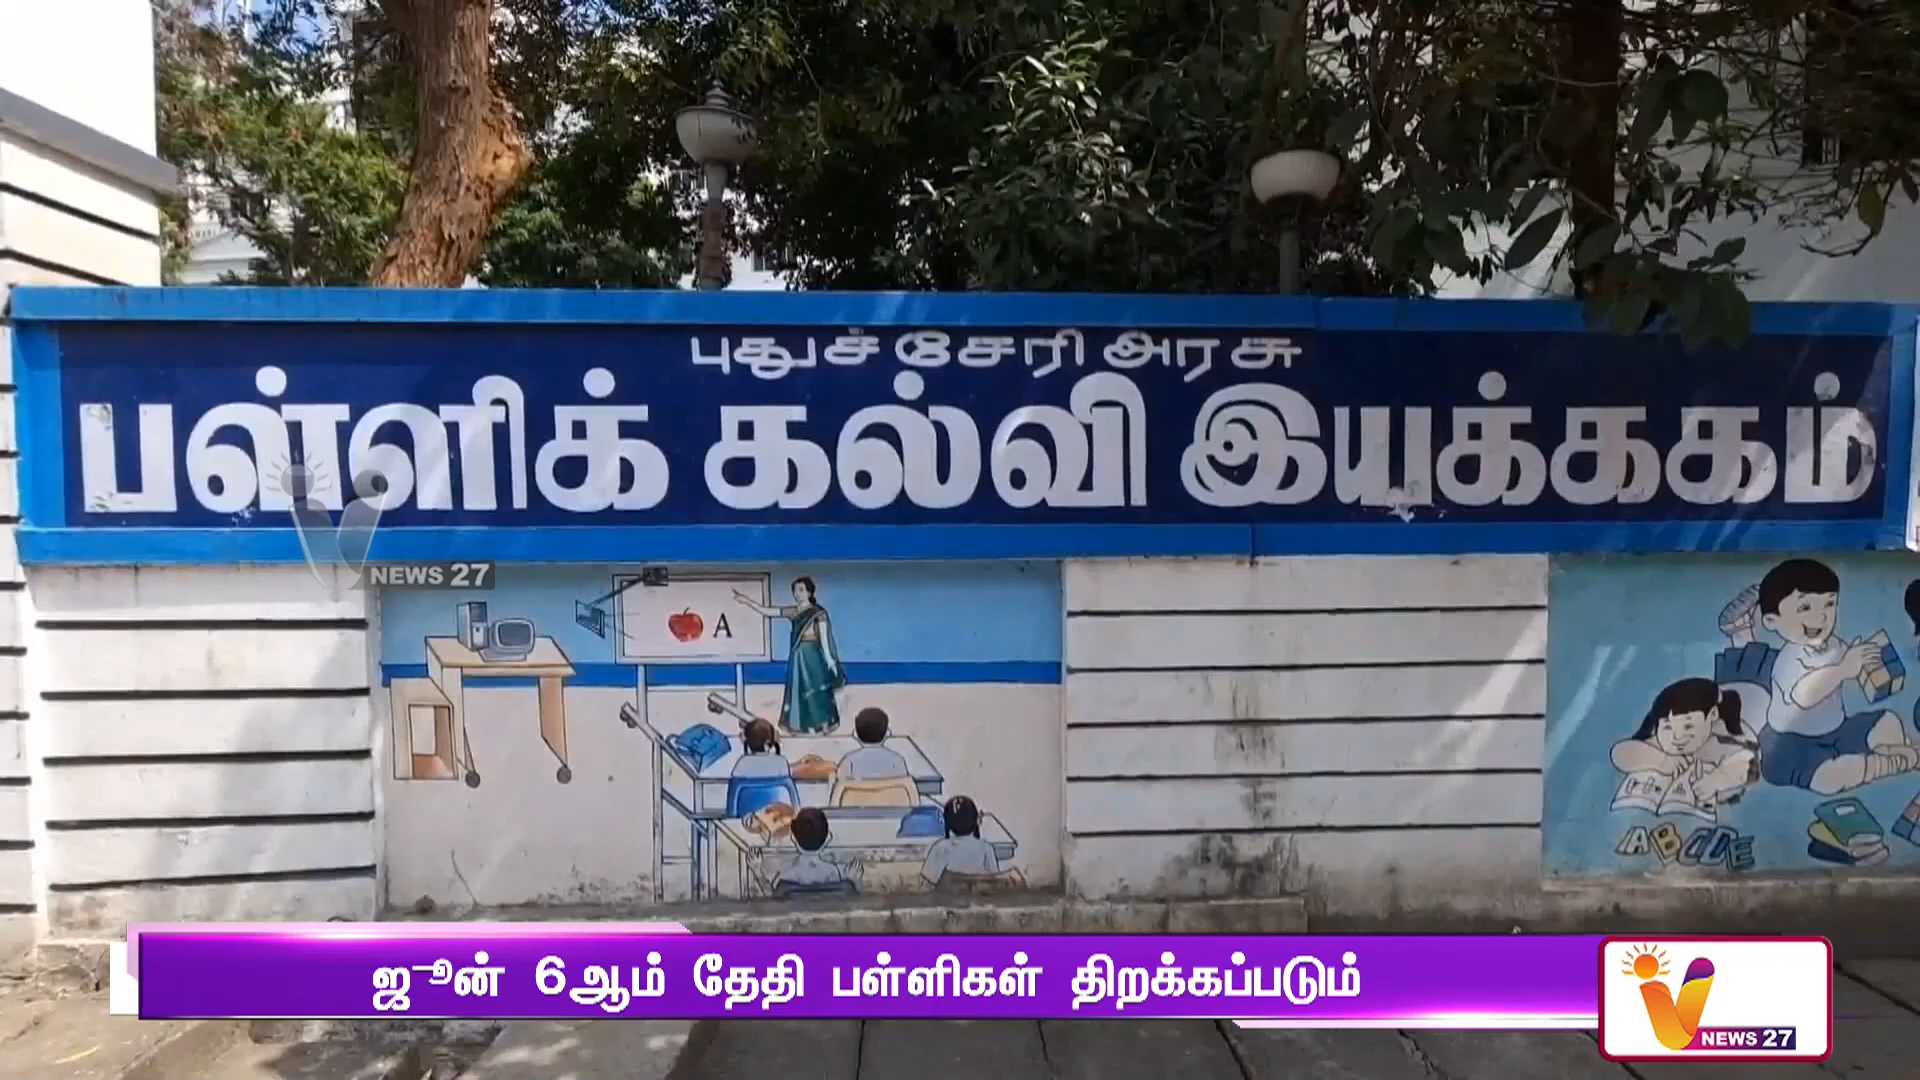 புதுச்சேரி அரசு
பள்ளிக் கல்வி இயக்ககம்
NEWS 27
A
ABCDE
ஜூன் 6ஆம் தேதி பள்ளிகள் திறக்கப்படும்
NEWS 27